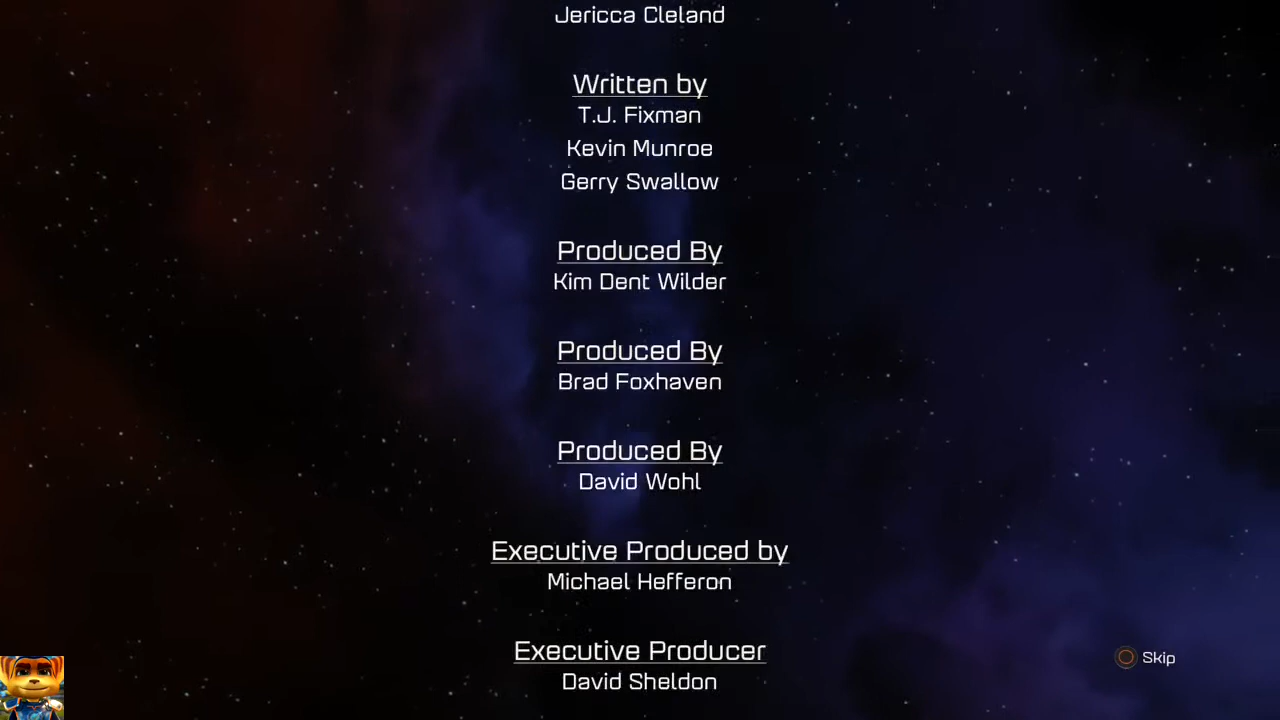 Jericca Cleland
Written by
T.J. Fixman
Kevin Munroe
Gerry Swallow
Produced By
Kim Dent Wilder
Produced By
Brad Foxhaven
Produced By
David Wohl
Executive Produced by
Michael Hefferon
Executive Producer
David Sheldon
Skip